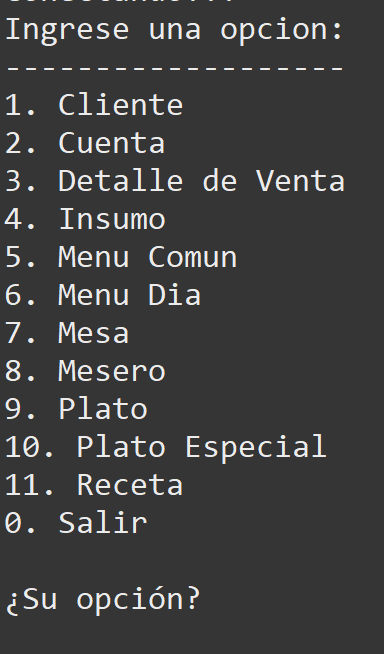 Conectando...
Ingrese una opcion:
-------------------
1. Cliente
2. Cuenta
3. Detalle de Venta
4. Insumo
5. Menu Comun
6. Menu Dia
7. Mesa
8. Mesero
9. Plato
10. Plato Especial
11. Receta
0. Salir
¿Su opción?